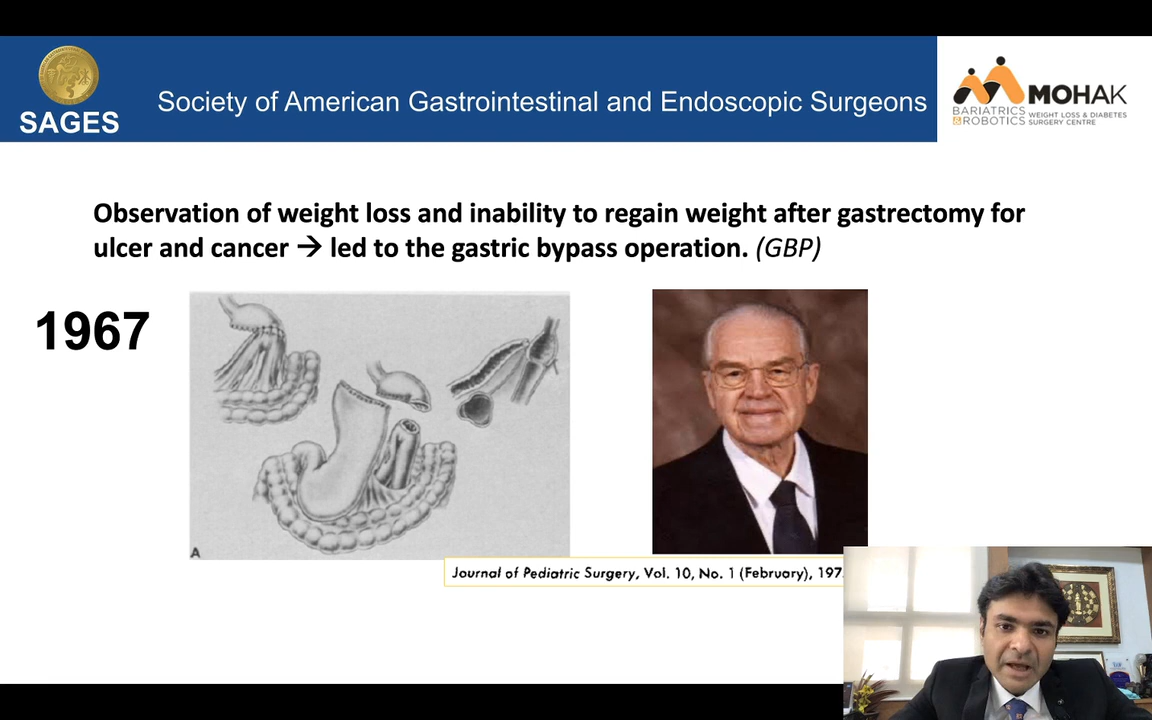 SAGES
Society of American Gastrointestinal and Endoscopic Surgeons
MOHAK
BARIATRICS
& ROBOTICS
WEIGHT LOSS & DIABETES
SURGERY CENTRE
Observation of weight loss and inability to regain weight after gastrectomy for
ulcer and cancer → led to the gastric bypass operation. (GBP)
1967
A
Journal of Pediatric Surgery, Vol. 10, No. 1 (February), 197